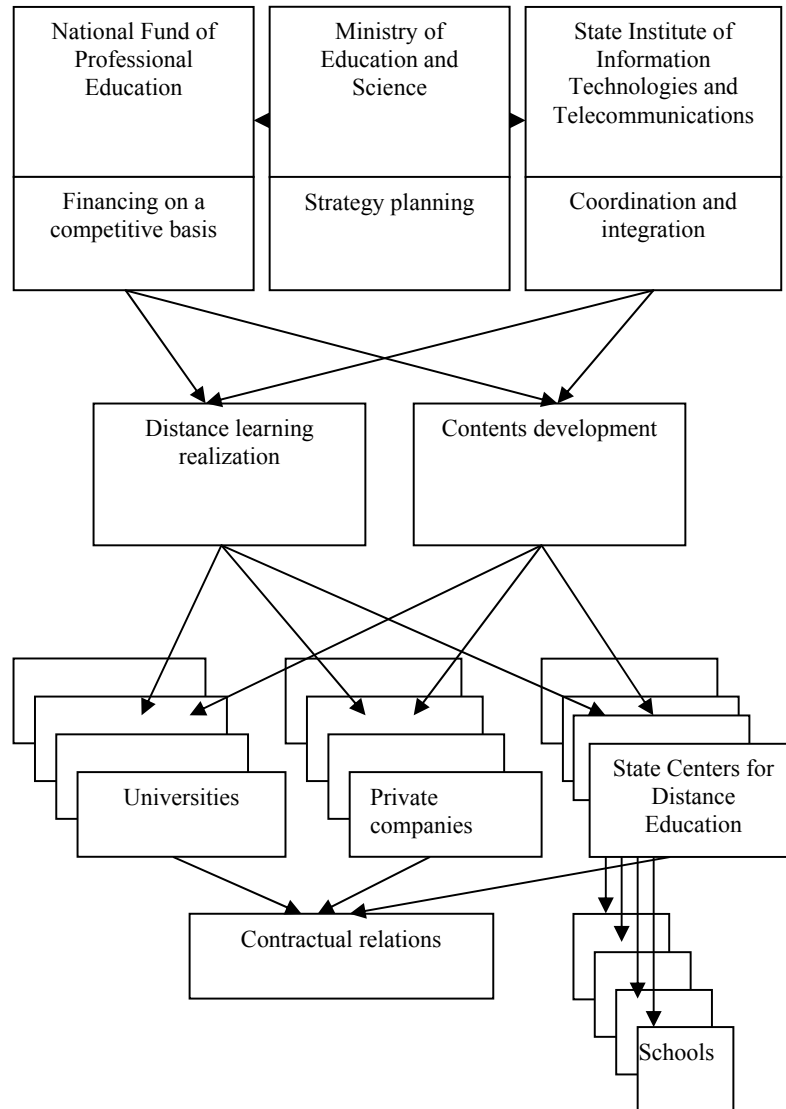 National Fund of
Professional
Education
Ministry of
Education and
Science
State Institute of
Information
Technologies and
Telecommunications
Financing on a
competitive basis
Strategy planning
Coordination and
integration
Distance learning
realization
Contents development
Universities
Private
companies
State Centers for
Distance
Education
Contractual relations
Schools